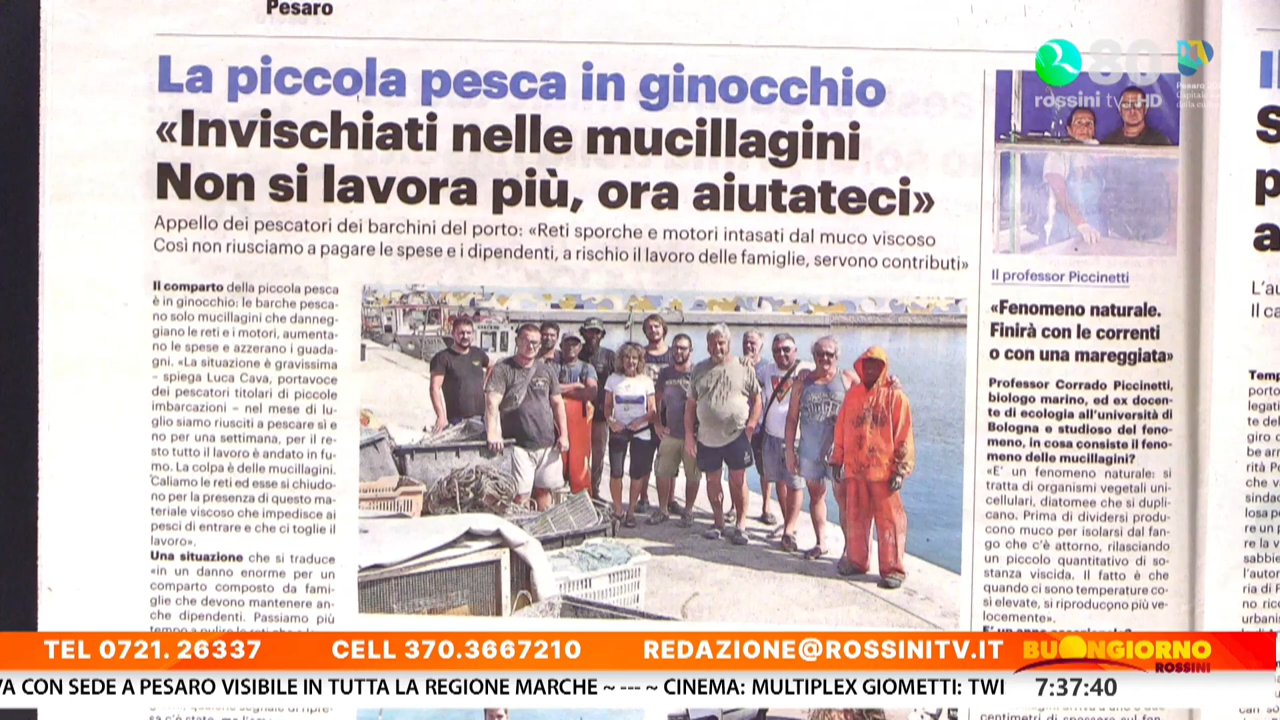 Pesaro
La piccola pesca in ginocchio
«Invischiati nelle mucillagini
Non si lavora più, ora aiutateci»
Appello dei pescatori dei barchini del porto: «Reti sporche e motori intasati dal muco viscoso
Così non riusciamo a pagare le spese e i dipendenti, a rischio il lavoro delle famiglie, servono contributi»
Il comparto della piccola pesca
è in ginocchio: le barche pesca-
no solo mucillagini che danneg-
giano le reti e i motori, aumenta-
no le spese e azzerano i guada-
gni. «La situazione è gravissima
– spiega Luca Cava, portavoce
dei pescatori titolari di piccole
imbarcazioni – nel mese di lu-
glio siamo riusciti a pescare sì e
no per una settimana, per il re-
sto tutto il lavoro è andato in fu-
mo. La colpa è delle mucillagini.
Caliamo le reti ed esse si chiudo-
no per la presenza di questo ma-
teriale viscoso che impedisce ai
pesci di entrare e che ci toglie il
lavoro».
Una situazione che si traduce
«in un danno enorme per un
comparto composto da fami-
glie che devono mantenere an-
che dipendenti. Passiamo più
Il professor Piccinetti
«Fenomeno naturale.
Finirà con le correnti
o con una mareggiata»
Professor Corrado Piccinetti,
biologo marino, ed ex docen-
te di ecologia all'università di
Bologna e studioso del feno-
meno, in cosa consiste il feno-
meno delle mucillagini?
«E' un fenomeno naturale: si
tratta di organismi vegetali uni-
cellulari, diatomee che si dupli-
cano. Prima di dividersi produ-
cono muco per isolarsi dal fan-
go che c'è attorno, rilasciando
un piccolo quantitativo di so-
stanza viscida. Il fatto è che
quando ci sono temperature co-
sì elevate, si riproducono più ve-
locemente».
80
rossini tv HD
Pesaro
TEL 0721.26337
CELL 370.3667210
REDAZIONE@ROSSINITV.IT
BUONGIORNO
ROSSINI
VA CON SEDE A PESARO VISIBILE IN TUTTA LA REGIONE MARCHE ~ --- ~ CINEMA: MULTIPLEX GIOMETTI: TWI
7:37:40